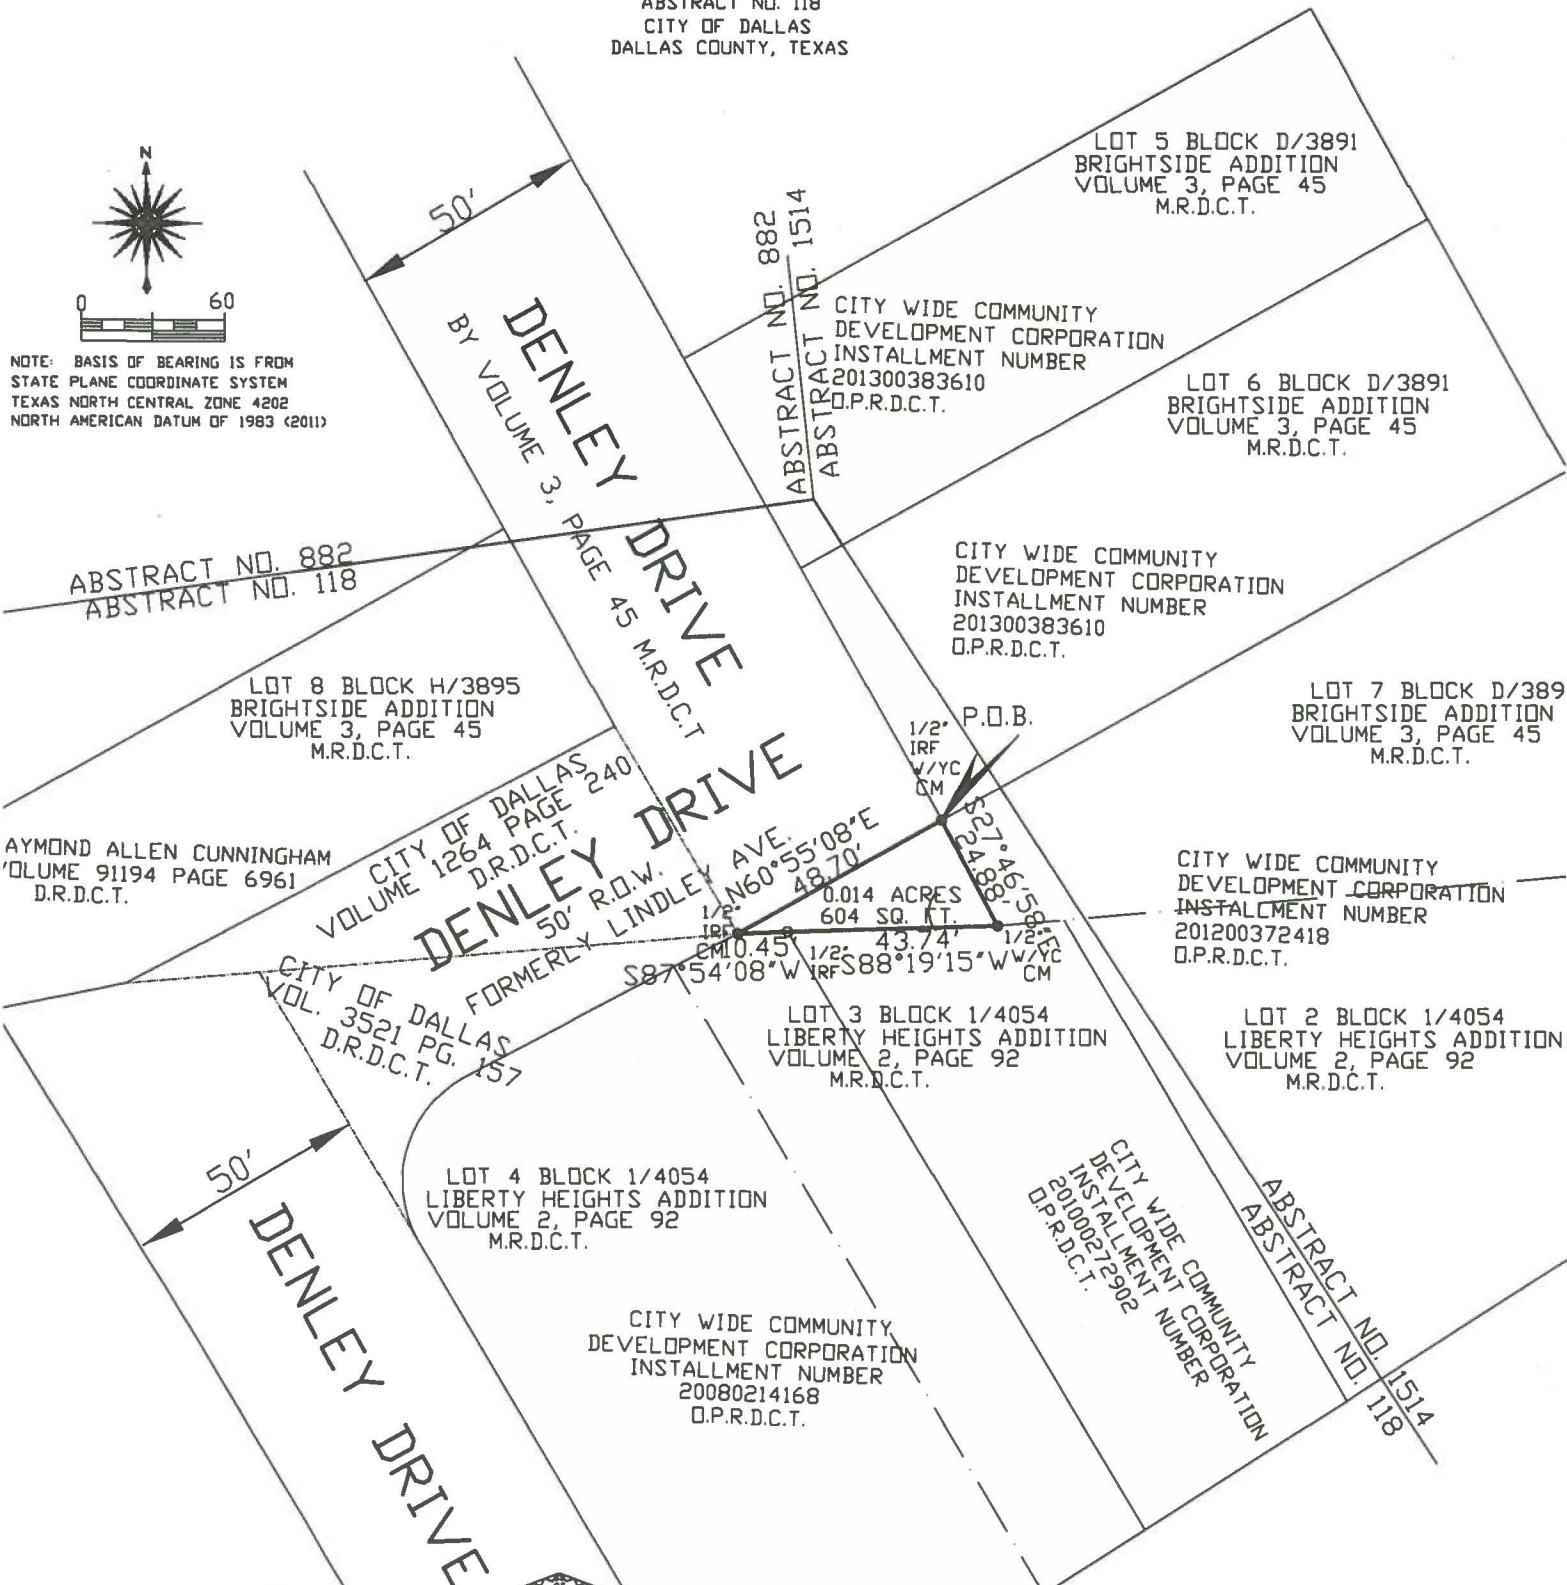 ABSTRACT NO. 118
CITY OF DALLAS
DALLAS COUNTY, TEXAS
N
0 60
NOTE: BASIS OF BEARING IS FROM
STATE PLANE COORDINATE SYSTEM
TEXAS NORTH CENTRAL ZONE 4202
NORTH AMERICAN DATUM OF 1983 (2011)
50'
DENLEY DRIVE
BY VOLUME 3, PAGE 45 M.R.D.C.T
ABSTRACT NO. 882
ABSTRACT NO. 1514
LOT 5 BLOCK D/3891
BRIGHTSIDE ADDITION
VOLUME 3, PAGE 45
M.R.D.C.T.
CITY WIDE COMMUNITY
DEVELOPMENT CORPORATION
INSTALLMENT NUMBER
201300383610
O.P.R.D.C.T.
LOT 6 BLOCK D/3891
BRIGHTSIDE ADDITION
VOLUME 3, PAGE 45
M.R.D.C.T.
ABSTRACT NO. 882
ABSTRACT NO. 118
CITY WIDE COMMUNITY
DEVELOPMENT CORPORATION
INSTALLMENT NUMBER
201300383610
O.P.R.D.C.T.
LOT 8 BLOCK H/3895
BRIGHTSIDE ADDITION
VOLUME 3, PAGE 45
M.R.D.C.T.
LOT 7 BLOCK D/389
BRIGHTSIDE ADDITION
VOLUME 3, PAGE 45
M.R.D.C.T.
P.O.B.
1/2"
IRF
W/YC
CM
CITY OF DALLAS
VOLUME 1264 PAGE 240
D.R.D.C.T.
DENLEY DRIVE
50' R.O.W.
FORMERLY LINDLEY AVE.
AYMOND ALLEN CUNNINGHAM
VOLUME 91194 PAGE 6961
D.R.D.C.T.
N60°55'08"E
48.70'
S27°46'58"E
24.88'
0.014 ACRES
604 SQ. FT.
1/2"
IRF
CM
10.45'
S87°54'08"W
1/2"
IRF
43.74'
S88°19'15"W
1/2"
W/YC
CM
CITY WIDE COMMUNITY
DEVELOPMENT CORPORATION
INSTALLMENT NUMBER
201200372418
O.P.R.D.C.T.
CITY OF DALLAS
VOL. 3521 PG. 157
D.R.D.C.T.
LOT 3 BLOCK 1/4054
LIBERTY HEIGHTS ADDITION
VOLUME 2, PAGE 92
M.R.D.C.T.
LOT 2 BLOCK 1/4054
LIBERTY HEIGHTS ADDITION
VOLUME 2, PAGE 92
M.R.D.C.T.
50'
DENLEY DRIVE
LOT 4 BLOCK 1/4054
LIBERTY HEIGHTS ADDITION
VOLUME 2, PAGE 92
M.R.D.C.T.
CITY WIDE COMMUNITY
DEVELOPMENT CORPORATION
INSTALLMENT NUMBER
201000272902
O.P.R.D.C.T.
ABSTRACT NO. 1514
ABSTRACT NO. 118
CITY WIDE COMMUNITY
DEVELOPMENT CORPORATION
INSTALLMENT NUMBER
20080214168
O.P.R.D.C.T.